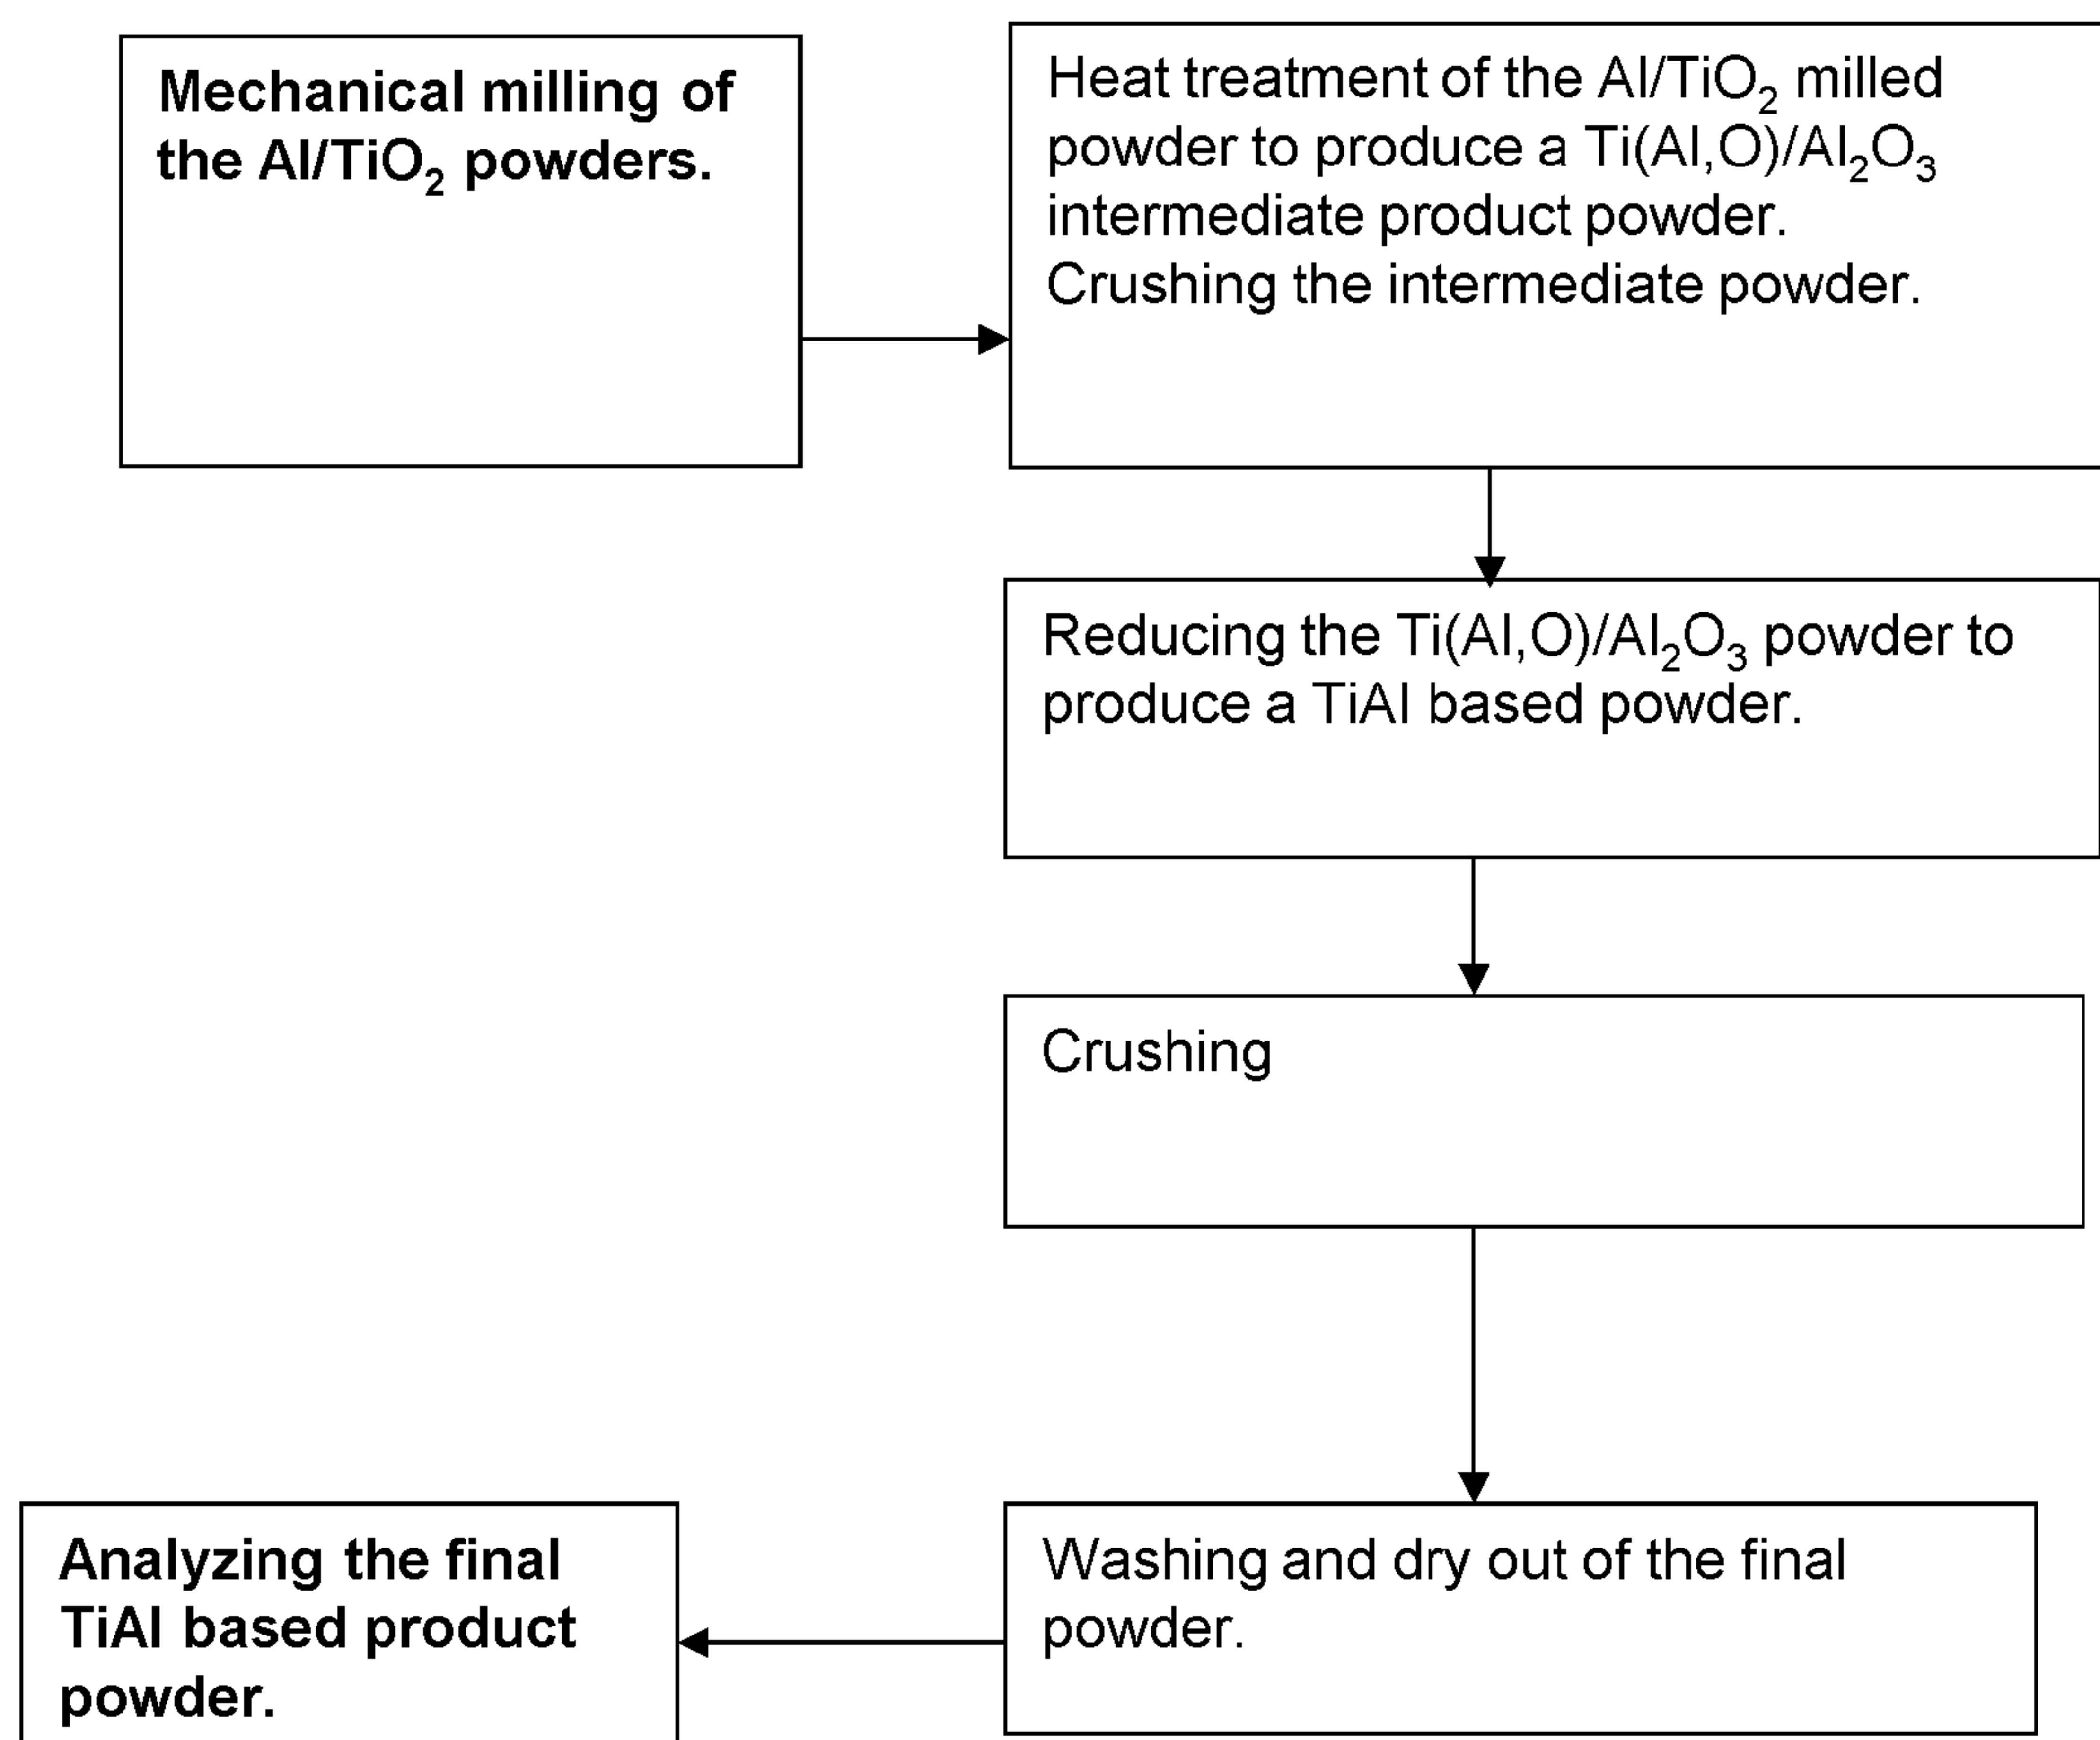 Mechanical milling of
the Al/TiO₂ powders.
Heat treatment of the Al/TiO₂ milled
powder to produce a Ti(Al,O)/Al₂O₃
intermediate product powder.
Crushing the intermediate powder.
Reducing the Ti(Al,O)/Al₂O₃ powder to
produce a TiAl based powder.
Crushing
Washing and dry out of the final
powder.
Analyzing the final
TiAl based product
powder.